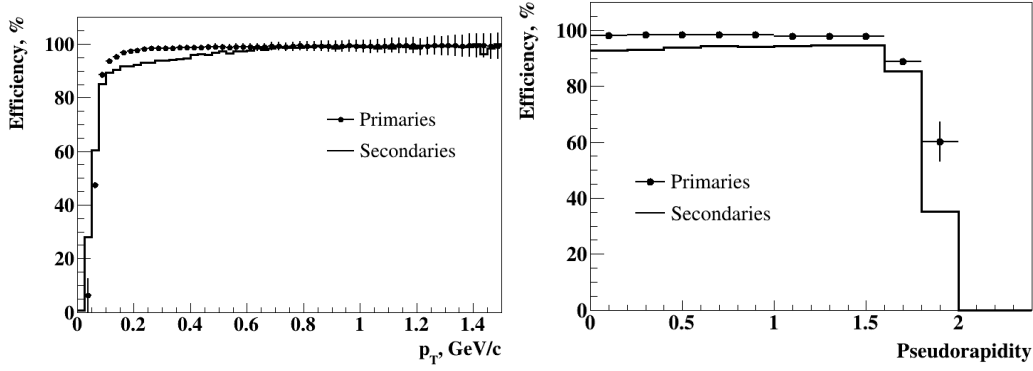 Efficiency, %
100
80
60
40
20
0
Primaries
Secondaries
0 0.2 0.4 0.6 0.8 1 1.2 1.4
pT, GeV/c
Efficiency, %
100
80
60
40
20
0
Primaries
Secondaries
0 0.5 1 1.5 2
Pseudorapidity